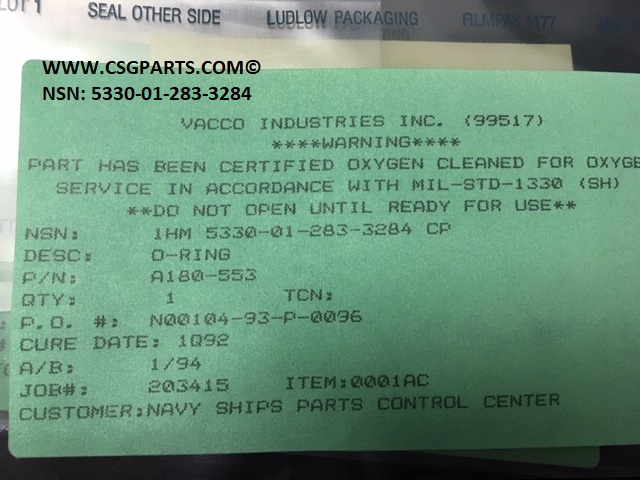 LOT 1 SEAL OTHER SIDE LUDLOW PACKAGING FILMPAK 1177
WWW.CSGPARTS.COM©
NSN: 5330-01-283-3284
VACCO INDUSTRIES INC. (99517)
****WARNING****
PART HAS BEEN CERTIFIED OXYGEN CLEANED FOR OXYGE
SERVICE IN ACCORDANCE WITH MIL-STD-1330 (SH)
**DO NOT OPEN UNTIL READY FOR USE**
NSN: 1HM 5330-01-283-3284 CP
DESC: O-RING
P/N: A180-553
QTY: 1 TCN:
P.O. #: N00104-93-P-0096
CURE DATE: 1Q92
A/B: 1/94
JOB#: 203415 ITEM:0001AC
CUSTOMER:NAVY SHIPS PARTS CONTROL CENTER